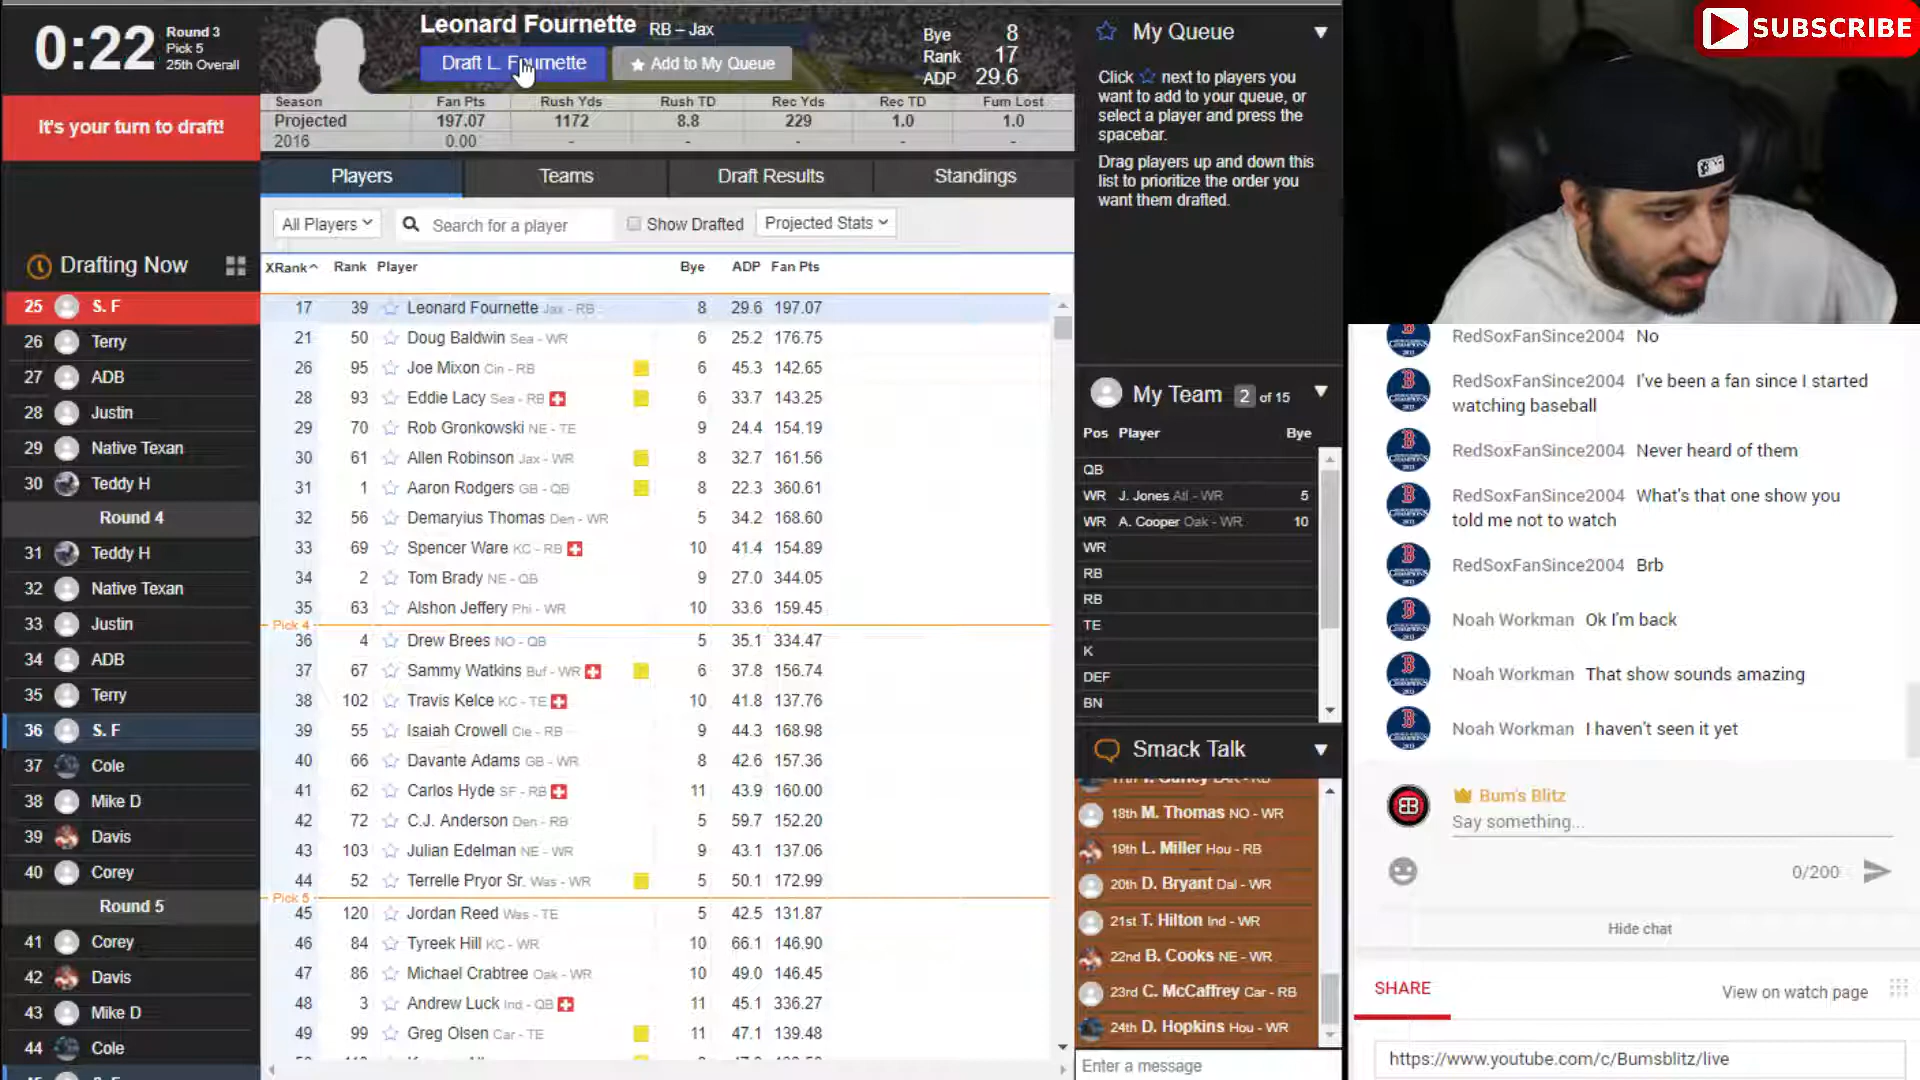 0:22
Round 3
Pick 5
25th Overall
It's your turn to draft!
Leonard Fournette RB – Jax
Draft L. Fournette
★ Add to My Queue
Bye 8
Rank 17
ADP 29.6
Season Fan Pts Rush Yds Rush TD Rec Yds Rec TD Fum Lost
Projected 197.07 1172 8.8 229 1.0 1.0
2016 0.00 - - - - -
Players Teams Draft Results Standings
All Players Search for a player Show Drafted Projected Stats
XRank Rank Player Bye ADP Fan Pts
17 39 Leonard Fournette Jax - RB 8 29.6 197.07
21 50 Doug Baldwin Sea - WR 6 25.2 176.75
26 95 Joe Mixon Cin - RB 6 45.3 142.65
28 93 Eddie Lacy Sea - RB 6 33.7 143.25
29 70 Rob Gronkowski NE - TE 9 24.4 154.19
30 61 Allen Robinson Jax - WR 8 32.7 161.56
31 1 Aaron Rodgers GB - QB 8 22.3 360.61
32 56 Demaryius Thomas Den - WR 5 34.2 168.60
33 69 Spencer Ware KC - RB 10 41.4 154.89
34 2 Tom Brady NE - QB 9 27.0 344.05
35 63 Alshon Jeffery Phi - WR 10 33.6 159.45
Pick 4
36 4 Drew Brees NO - QB 5 35.1 334.47
37 67 Sammy Watkins Buf - WR 6 37.8 156.74
38 102 Travis Kelce KC - TE 10 41.8 137.76
39 55 Isaiah Crowell Cle - RB 9 44.3 168.98
40 66 Davante Adams GB - WR 8 42.6 157.36
41 62 Carlos Hyde SF - RB 11 43.9 160.00
42 72 C.J. Anderson Den - RB 5 59.7 152.20
43 103 Julian Edelman NE - WR 9 43.1 137.06
44 52 Terrelle Pryor Sr. Was - WR 5 50.1 172.99
Pick 5
45 120 Jordan Reed Was - TE 5 42.5 131.87
46 84 Tyreek Hill KC - WR 10 66.1 146.90
47 86 Michael Crabtree Oak - WR 10 49.0 146.45
48 3 Andrew Luck Ind - QB 11 45.1 336.27
49 99 Greg Olsen Car - TE 11 47.1 139.48
Drafting Now
25 S. F
26 Terry
27 ADB
28 Justin
29 Native Texan
30 Teddy H
Round 4
31 Teddy H
32 Native Texan
33 Justin
34 ADB
35 Terry
36 S. F
37 Cole
38 Mike D
39 Davis
40 Corey
Round 5
41 Corey
42 Davis
43 Mike D
44 Cole
My Queue
Click ☆ next to players you
want to add to your queue, or
select a player and press the
spacebar.
Drag players up and down this
list to prioritize the order you
want them drafted.
My Team 2 of 15
Pos Player Bye
QB
WR J. Jones Atl - WR 5
WR A. Cooper Oak - WR 10
WR
RB
RB
TE
K
DEF
BN
Smack Talk
18th M. Thomas NO - WR
19th L. Miller Hou - RB
20th D. Bryant Dal - WR
21st T. Hilton Ind - WR
22nd B. Cooks NE - WR
23rd C. McCaffrey Car - RB
24th D. Hopkins Hou - WR
Enter a message
SUBSCRIBE
RedSoxFanSince2004 No
RedSoxFanSince2004 I've been a fan since I started
watching baseball
RedSoxFanSince2004 Never heard of them
RedSoxFanSince2004 What's that one show you
told me not to watch
RedSoxFanSince2004 Brb
Noah Workman Ok I'm back
Noah Workman That show sounds amazing
Noah Workman I haven't seen it yet
Bum's Blitz
Say something...
0/200
Hide chat
SHARE
View on watch page
https://www.youtube.com/c/Bumsblitz/live